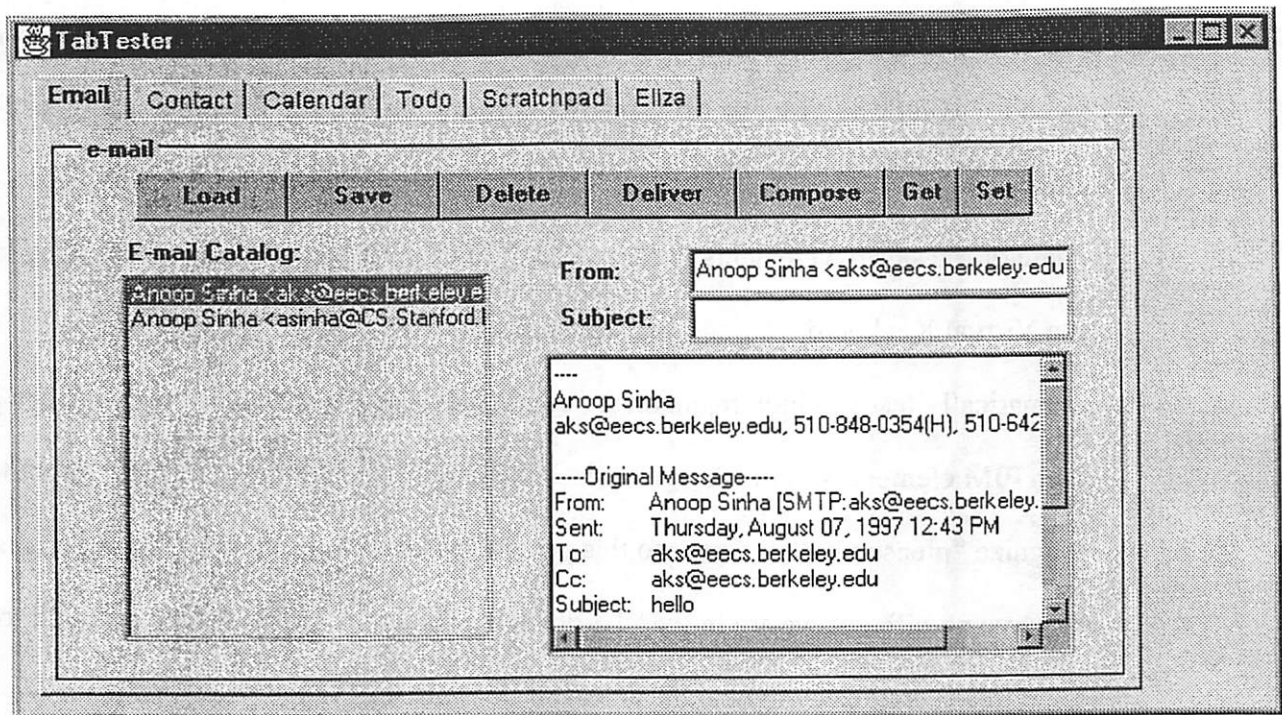 TabTester
Email Contact Calendar Todo Scratchpad Eliza
e-mail
Load Save Delete Deliver Compose Get Set
E-mail Catalog:
Anoop Sinha <aks@eecs.berkeley.e
Anoop Sinha <asinha@CS.Stanford.
From: Anoop Sinha <aks@eecs.berkeley.edu
Subject:
----
Anoop Sinha
aks@eecs.berkeley.edu, 510-848-0354(H), 510-642
-----Original Message-----
From: Anoop Sinha [SMTP:aks@eecs.berkeley.
Sent: Thursday, August 07, 1997 12:43 PM
To: aks@eecs.berkeley.edu
Cc: aks@eecs.berkeley.edu
Subject: hello